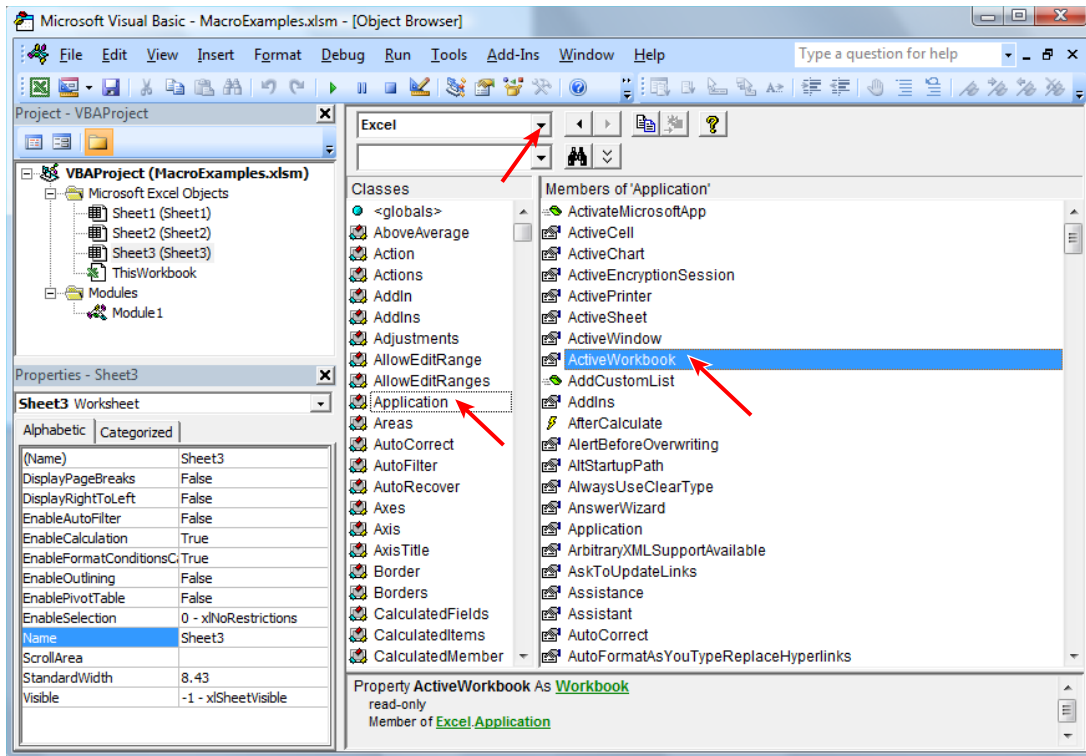 Microsoft Visual Basic - MacroExamples.xlsm - [Object Browser]
File Edit View Insert Format Debug Run Tools Add-Ins Window Help Type a question for help
Project - VBAProject
VBAProject (MacroExamples.xlsm)
Microsoft Excel Objects
Sheet1 (Sheet1)
Sheet2 (Sheet2)
Sheet3 (Sheet3)
ThisWorkbook
Modules
Module1
Properties - Sheet3
Sheet3 Worksheet
Alphabetic Categorized
(Name) Sheet3
DisplayPageBreaks False
DisplayRightToLeft False
EnableAutoFilter False
EnableCalculation True
EnableFormatConditionsC True
EnableOutlining False
EnablePivotTable False
EnableSelection 0 - xlNoRestrictions
Name Sheet3
ScrollArea
StandardWidth 8.43
Visible -1 - xlSheetVisible
Excel
Classes
<globals>
AboveAverage
Action
Actions
AddIn
AddIns
Adjustments
AllowEditRange
AllowEditRanges
Application
Areas
AutoCorrect
AutoFilter
AutoRecover
Axes
Axis
AxisTitle
Border
Borders
CalculatedFields
CalculatedItems
CalculatedMember
Members of 'Application'
ActivateMicrosoftApp
ActiveCell
ActiveChart
ActiveEncryptionSession
ActivePrinter
ActiveSheet
ActiveWindow
ActiveWorkbook
AddCustomList
AddIns
AfterCalculate
AlertBeforeOverwriting
AltStartupPath
AlwaysUseClearType
AnswerWizard
Application
ArbitraryXMLSupportAvailable
AskToUpdateLinks
Assistance
Assistant
AutoCorrect
AutoFormatAsYouTypeReplaceHyperlinks
Property ActiveWorkbook As Workbook
read-only
Member of Excel.Application